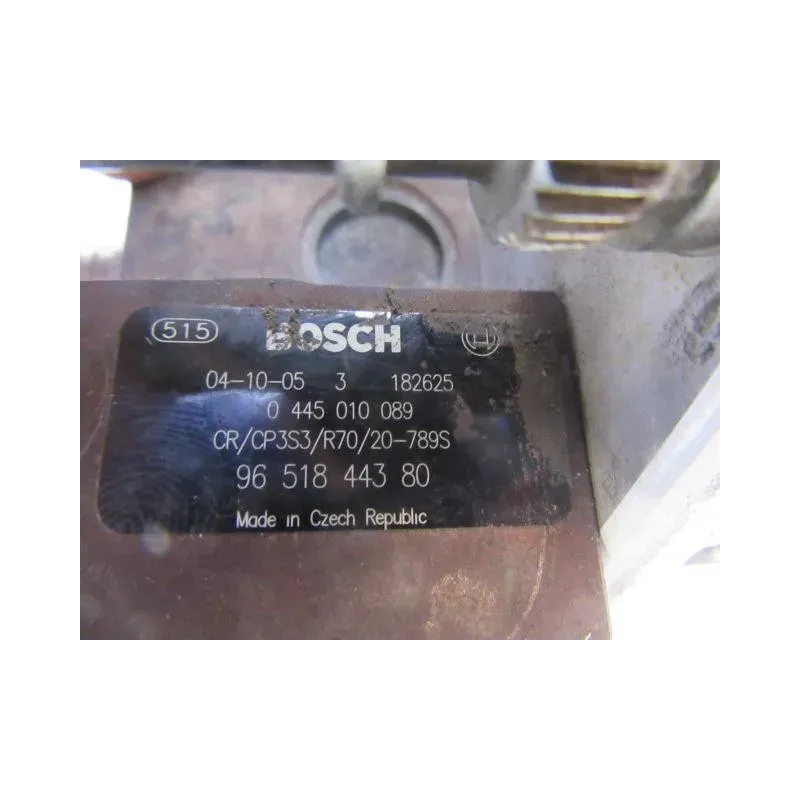 515 BOSCH
04-10-05 3 182625
0 445 010 089
CR/CP3S3/R70/20-789S
96 518 443 80
Made in Czech Republic